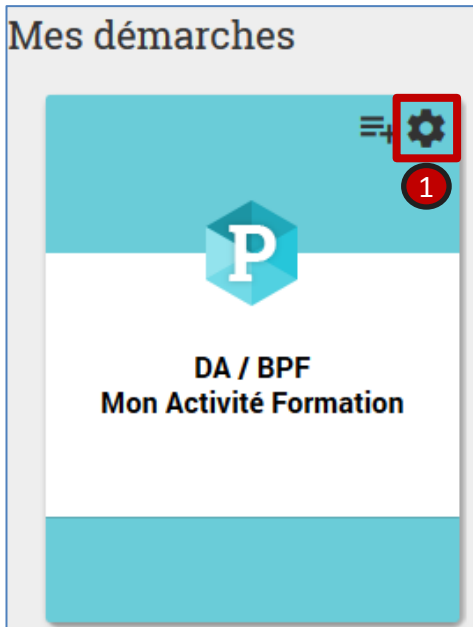 Mes démarches
1
P
DA / BPF
Mon Activité Formation